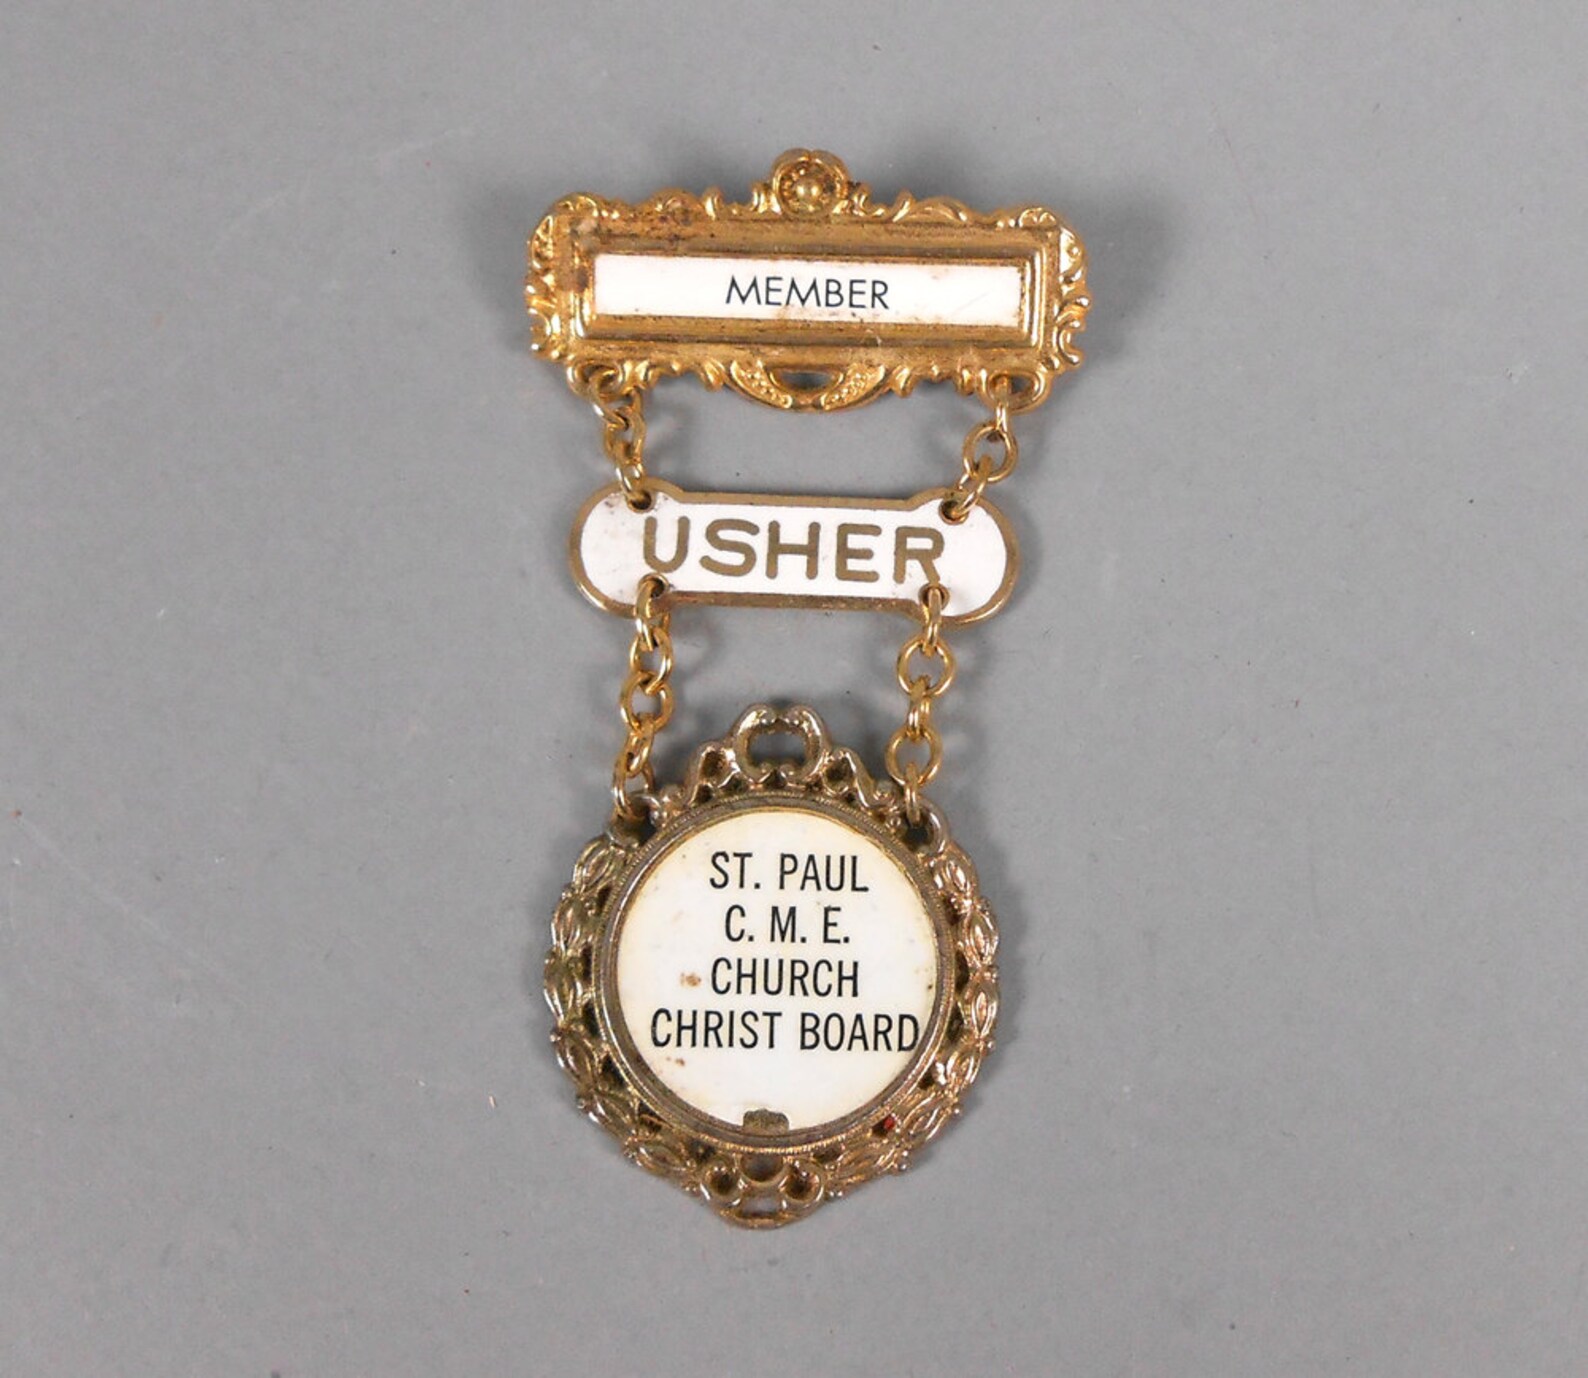 MEMBER
USHER
ST. PAUL
C. M. E.
CHURCH
CHRIST BOARD